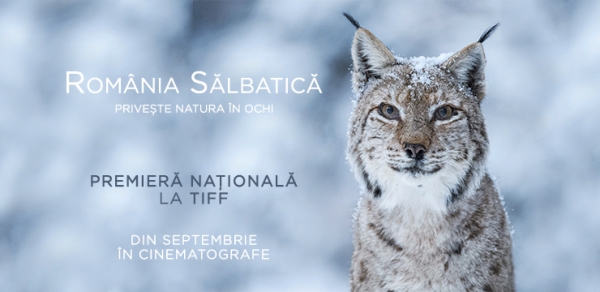 ROMÂNIA SĂLBATICĂ
PRIVEȘTE NATURA ÎN OCHI
PREMIERĂ NAȚIONALĂ
LA TIFF
DIN SEPTEMBRIE
ÎN CINEMATOGRAFE